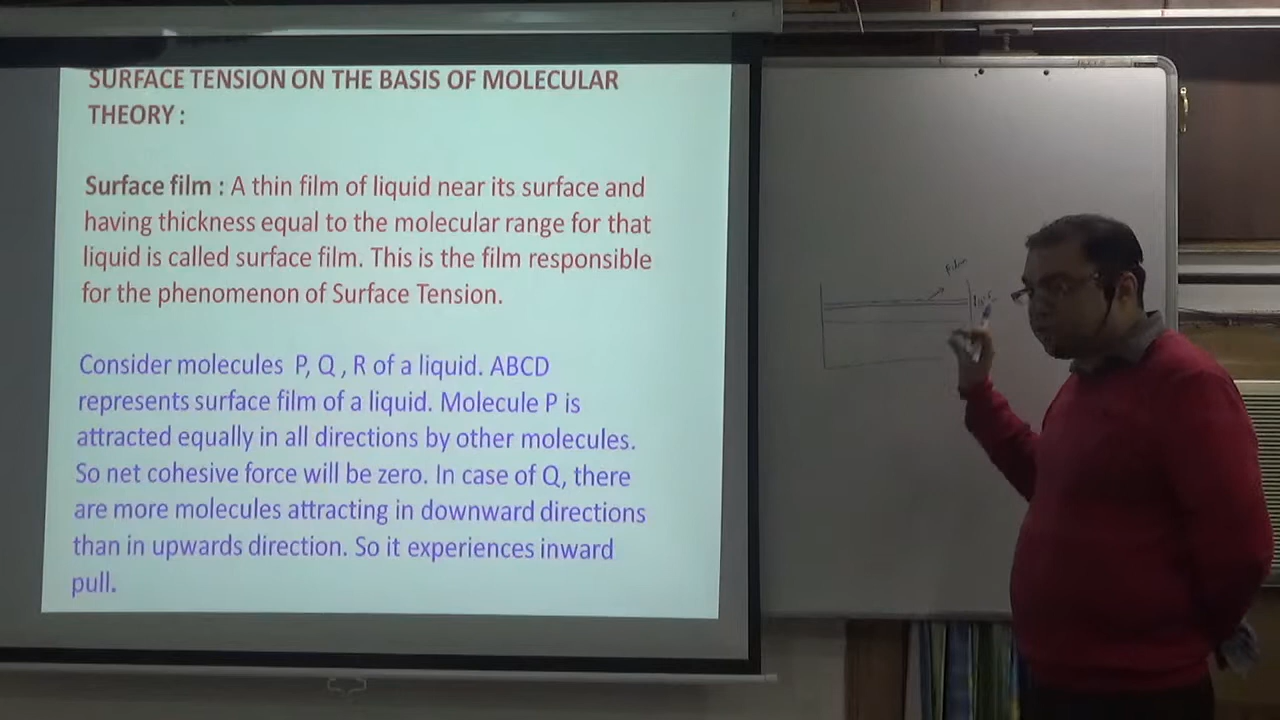 SURFACE TENSION ON THE BASIS OF MOLECULAR
THEORY :
Surface film : A thin film of liquid near its surface and
having thickness equal to the molecular range for that
liquid is called surface film. This is the film responsible
for the phenomenon of Surface Tension.
Consider molecules P, Q , R of a liquid. ABCD
represents surface film of a liquid. Molecule P is
attracted equally in all directions by other molecules.
So net cohesive force will be zero. In case of Q, there
are more molecules attracting in downward directions
than in upwards direction. So it experiences inward
pull.
Film